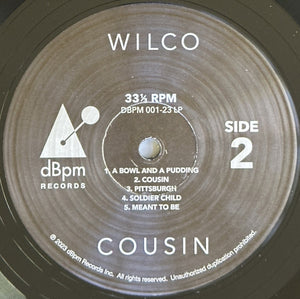 WILCO
33⅓ RPM
DBPM 001-23 LP
dBpm
RECORDS
SIDE
2
1. A BOWL AND A PUDDING
2. COUSIN
3. PITTSBURGH
4. SOLDIER CHILD
5. MEANT TO BE
COUSIN
℗ © 2023 dBpm Records Inc. All rights reserved. Unauthorized duplication prohibited.